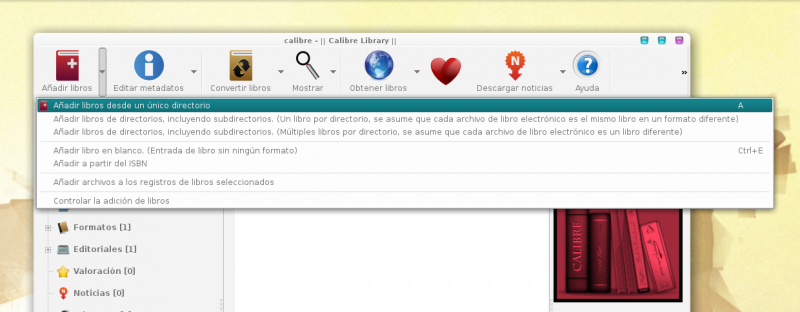 calibre - || Calibre Library ||
Añadir libros
Editar metadatos
Convertir libros
Mostrar
Obtener libros
Descargar noticias
Ayuda
»
Añadir libros desde un único directorio A
Añadir libros de directorios, incluyendo subdirectorios. (Un libro por directorio, se asume que cada archivo de libro electrónico es el mismo libro en un formato diferente)
Añadir libros de directorios, incluyendo subdirectorios. (Múltiples libros por directorio, se asume que cada archivo de libro electrónico es un libro diferente)
Añadir libro en blanco. (Entrada de libro sin ningún formato) Ctrl+E
Añadir a partir del ISBN
Añadir archivos a los registros de libros seleccionados
Controlar la adición de libros
Formatos [1]
Editoriales [1]
Valoración [0]
Noticias [0]
CALIBRE